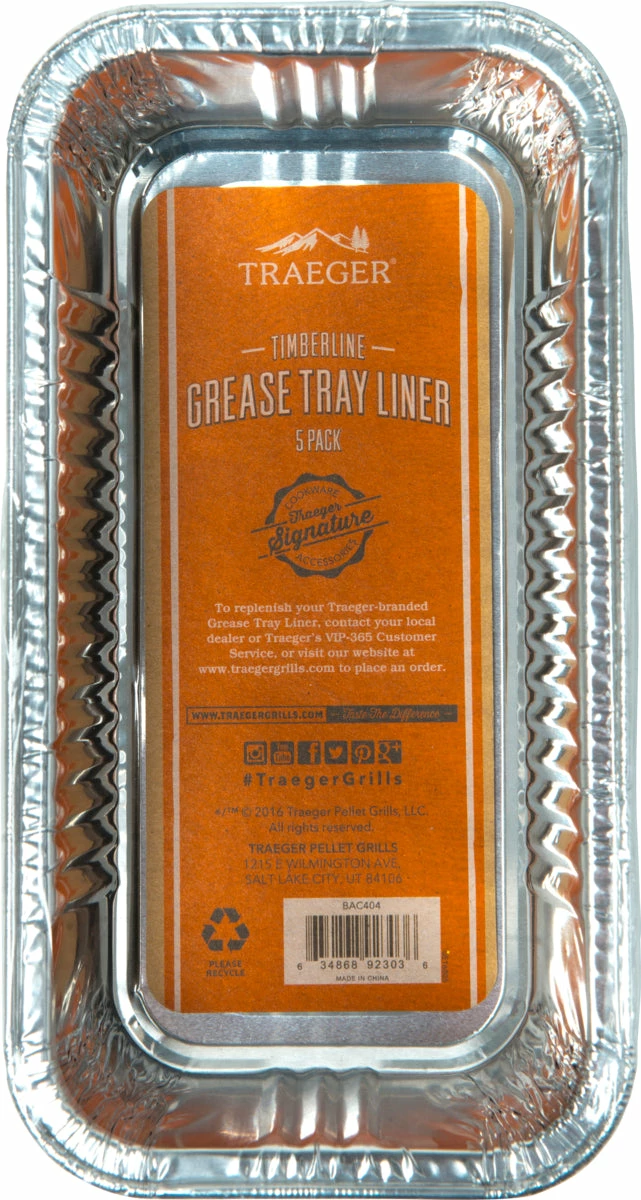 TRAEGER®
— TIMBERLINE —
GREASE TRAY LINER
5 PACK
COOKWARE
Traeger
Signature
ACCESSORIES
To replenish your Traeger-branded
Grease Tray Liner, contact your local
dealer or Traeger's VIP-365 Customer
Service, or visit our website at
www.traegergrills.com to place an order.
WWW.TRAEGERGRILLS.COM — Taste The Difference —
You Tube f P g+
#TraegerGrills
®/™ © 2016 Traeger Pellet Grills, LLC.
All rights reserved.
TRAEGER PELLET GRILLS
1215 E WILMINGTON AVE,
SALT LAKE CITY, UT 84106
PLEASE
RECYCLE
BAC404
6 34868 92303 6
MADE IN CHINA